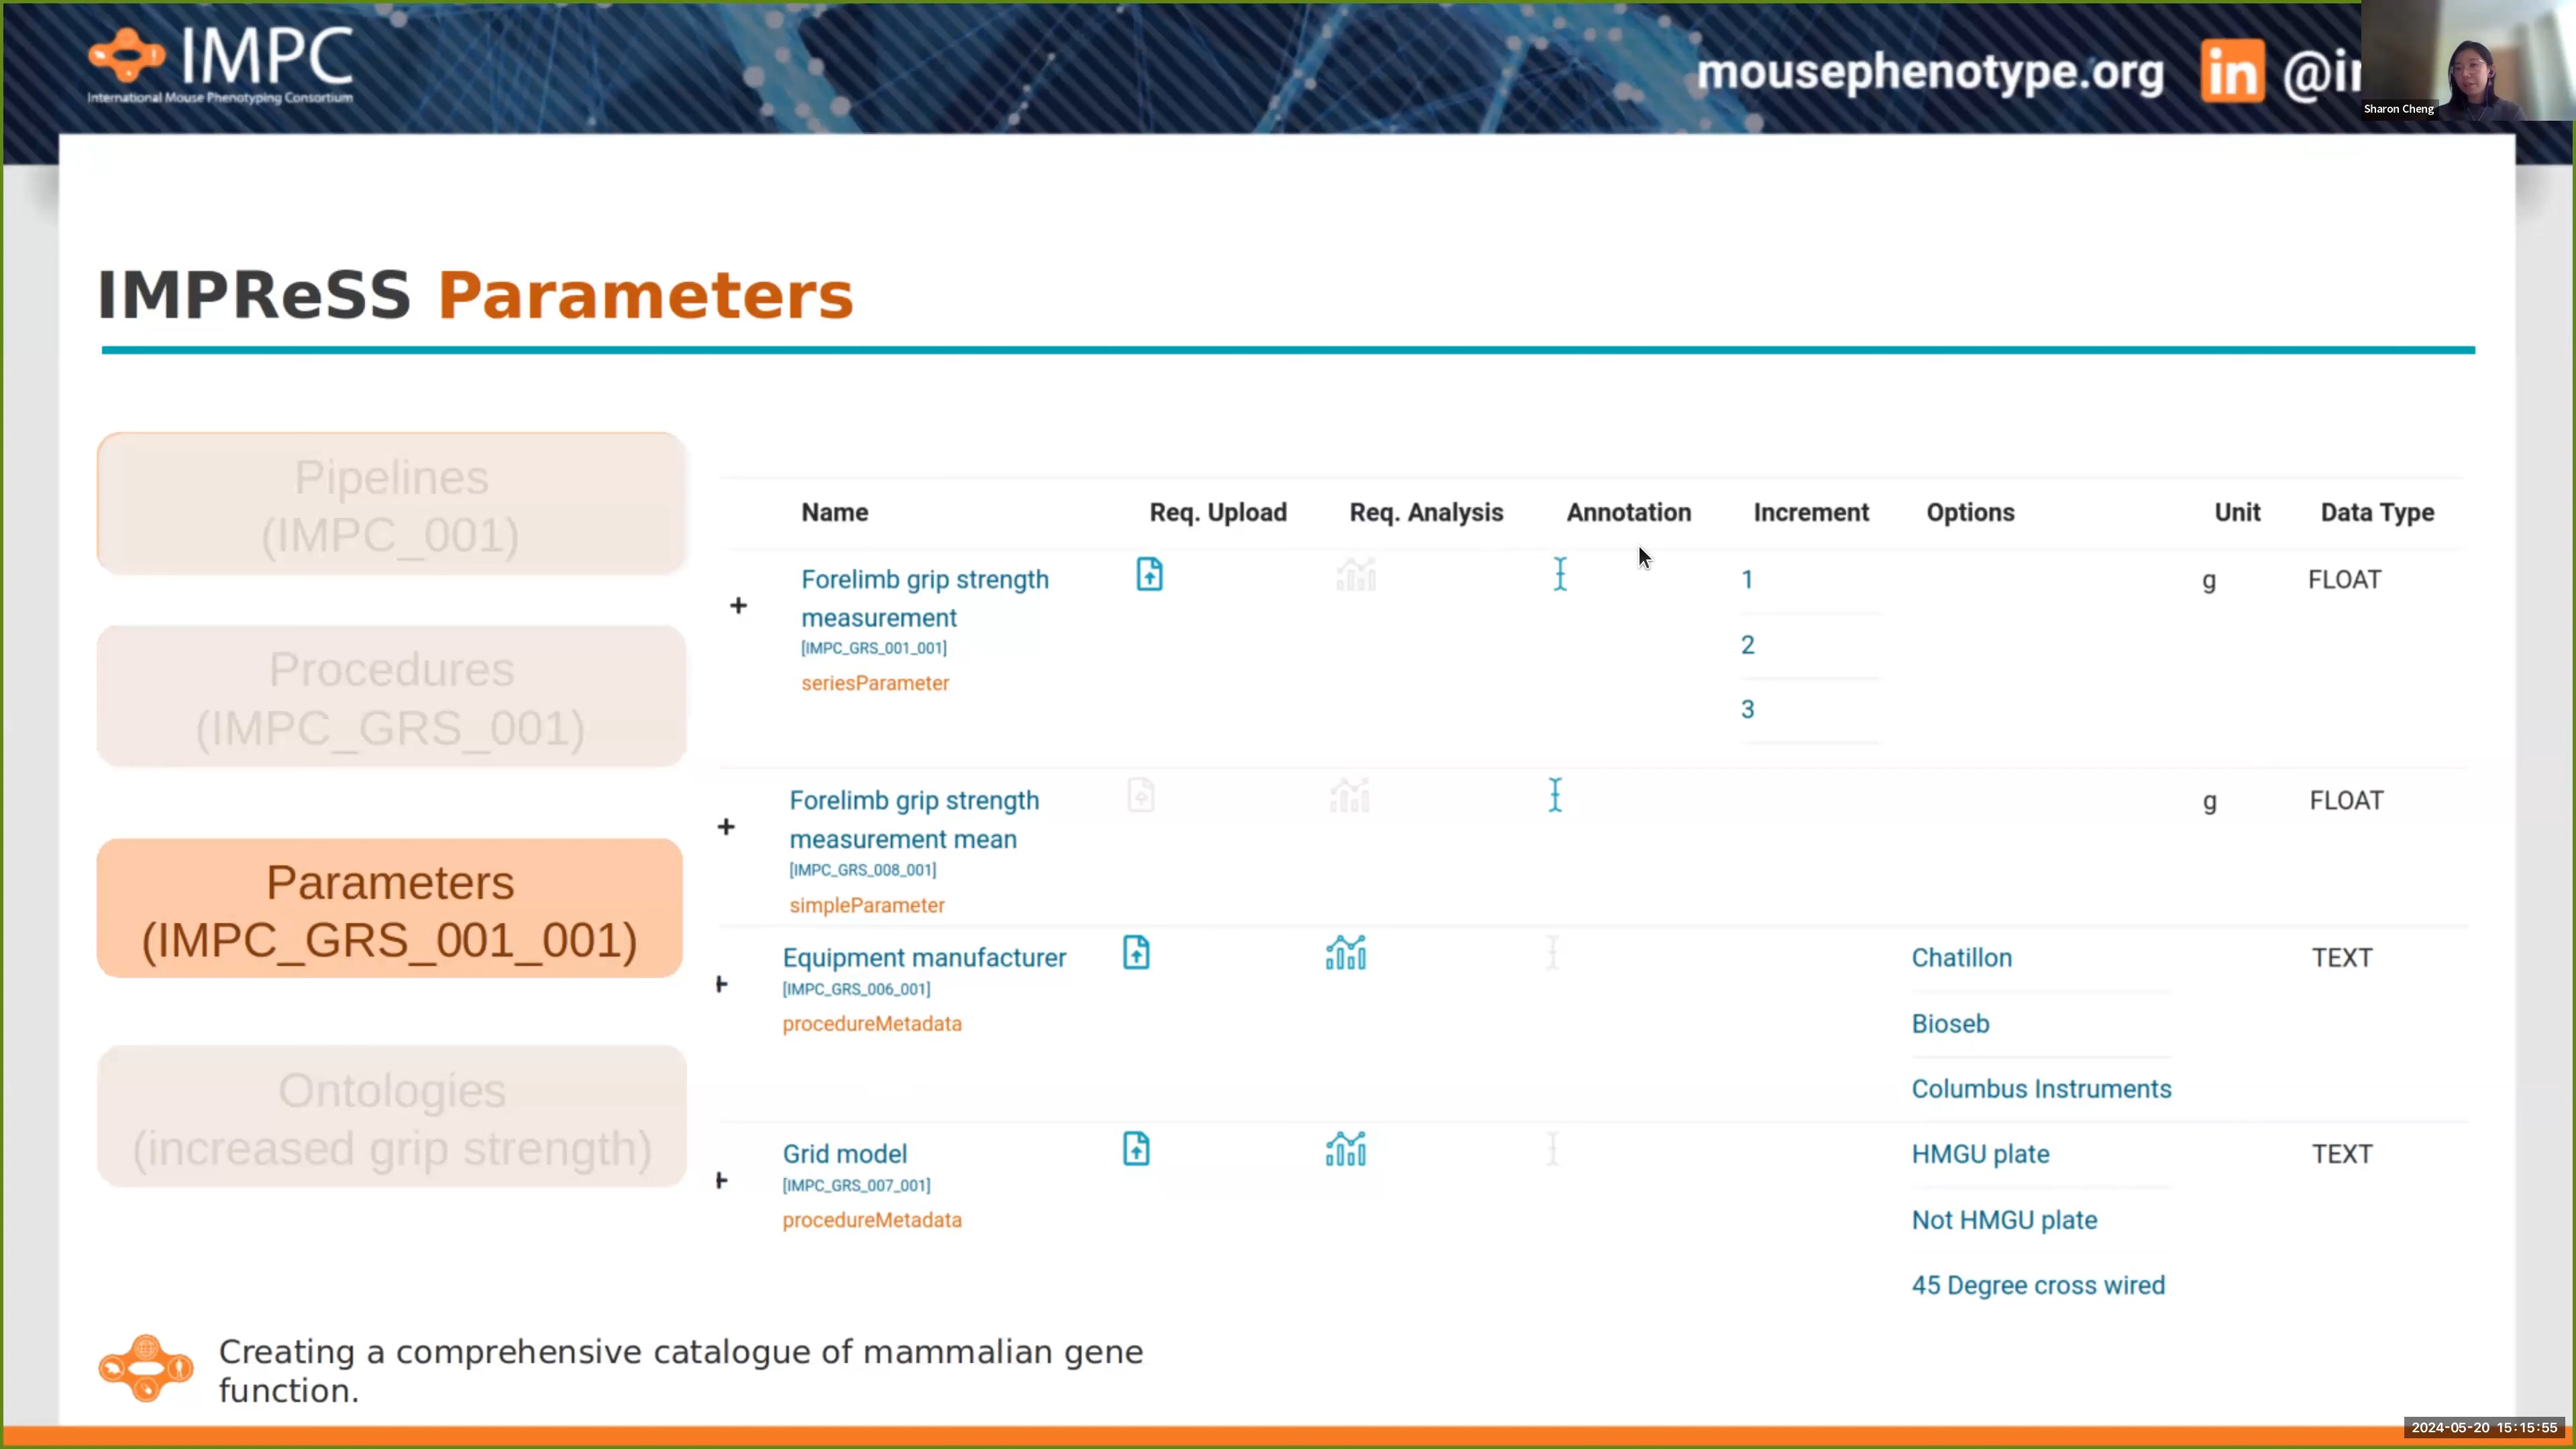 IMPC
International Mouse Phenotyping Consortium
mousephenotype.org in
Sharon Cheng
IMPReSS Parameters
Pipelines
(IMPC_001)
Procedures
(IMPC_GRS_001)
Parameters
(IMPC_GRS_001_001)
Ontologies
(increased grip strength)
Name Req. Upload Req. Analysis Annotation Increment Options Unit Data Type
+ Forelimb grip strength 1 g FLOAT
measurement 2
[IMPC_GRS_001_001]
seriesParameter 3
+ Forelimb grip strength g FLOAT
measurement mean
[IMPC_GRS_008_001]
simpleParameter
+ Equipment manufacturer Chatillon TEXT
[IMPC_GRS_006_001]
procedureMetadata Bioseb
Columbus Instruments
+ Grid model HMGU plate TEXT
[IMPC_GRS_007_001]
procedureMetadata Not HMGU plate
45 Degree cross wired
Creating a comprehensive catalogue of mammalian gene
function.
2024-05-20 15:15:55